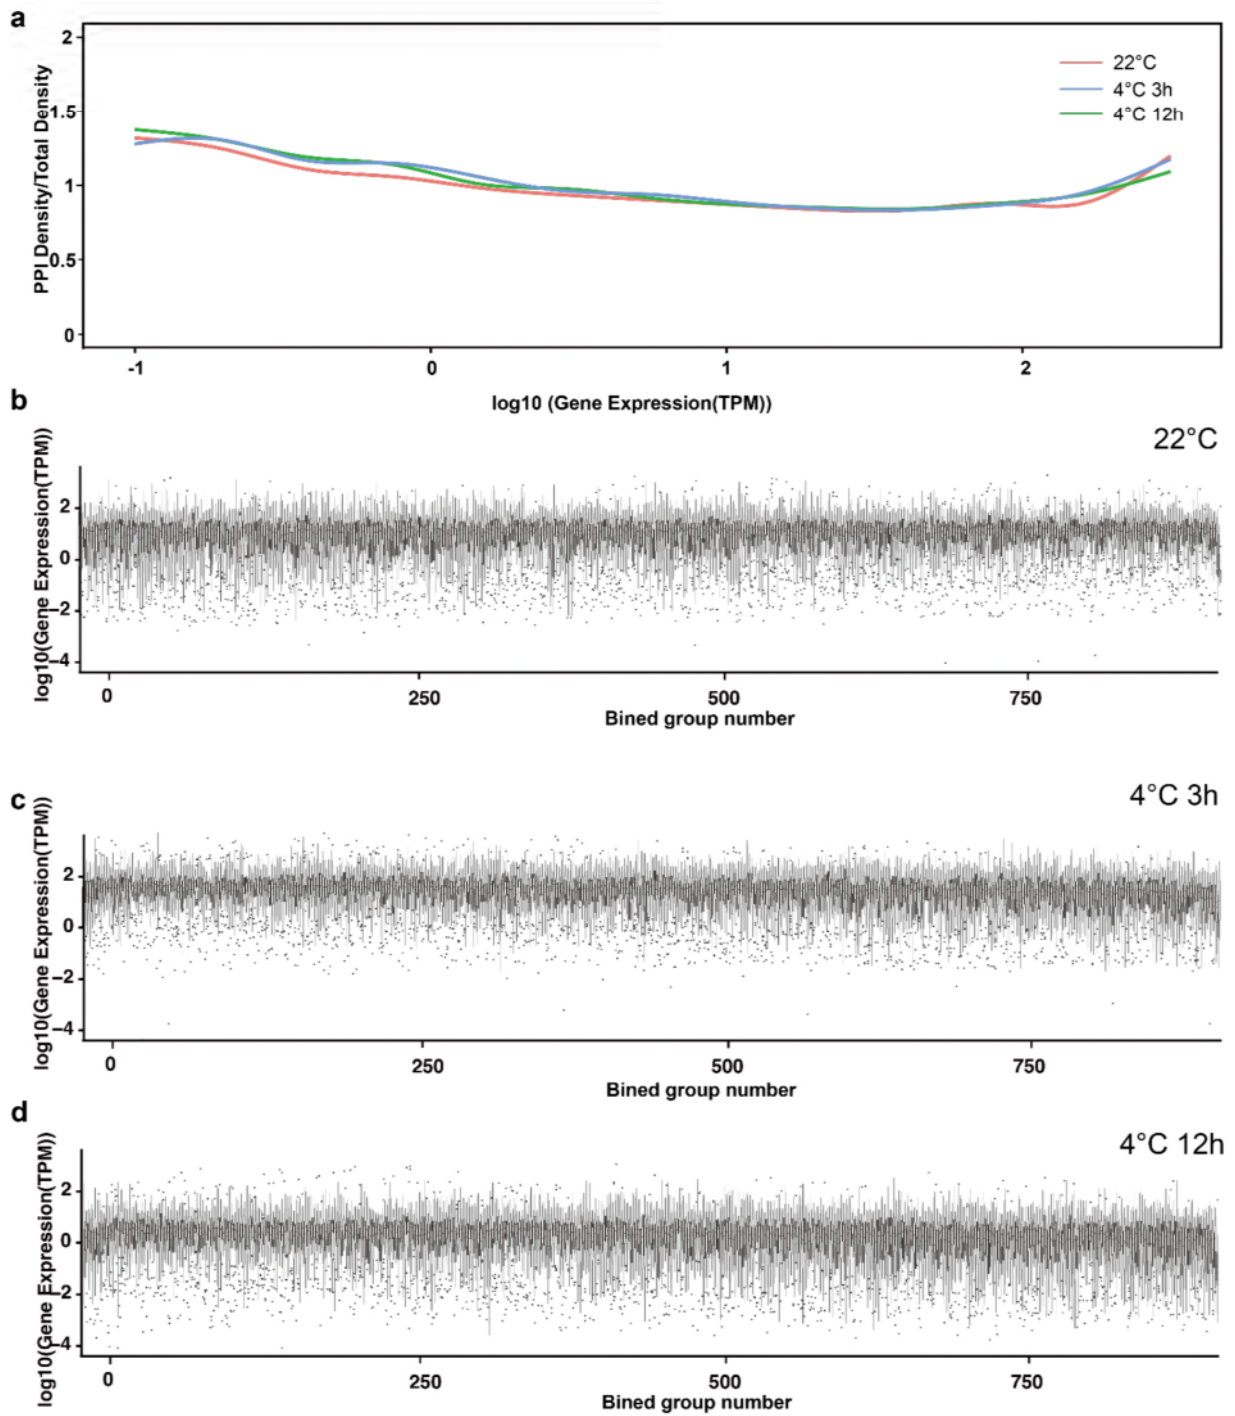 a
PPI Density/Total Density
2
1.5
1
0.5
0
22°C
4°C 3h
4°C 12h
-1
0
1
2
log10 (Gene Expression(TPM))
b
22°C
log10(Gene Expression(TPM))
2
0
−2
−4
0
250
500
750
Bined group number
c
4°C 3h
log10(Gene Expression(TPM))
2
0
−2
−4
0
250
500
750
Bined group number
d
4°C 12h
log10(Gene Expression(TPM))
2
0
−2
−4
0
250
500
750
Bined group number